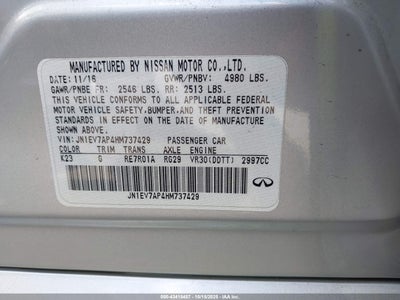 MANUFACTURED BY NISSAN MOTOR CO.,LTD.
DATE: 11/16 GVWR/PNBV: 4980 LBS.
GAWR/PNBE FR: 2546 LBS. RR: 2513 LBS.
THIS VEHICLE CONFORMS TO ALL APPLICABLE FEDERAL
MOTOR VEHICLE SAFETY, BUMPER, AND THEFT PREVENTION
STANDARDS IN EFFECT ON THE DATE OF MANUFACTURE
SHOWN ABOVE.
VIN: JN1EV7AP4HM737429 PASSENGER CAR
COLOR TRIM TRANS AXLE ENGINE
K23 G RE7R01A RG29 VR30(DDTT) 2997CC
JN1EV7AP4HM737429
INFINITI